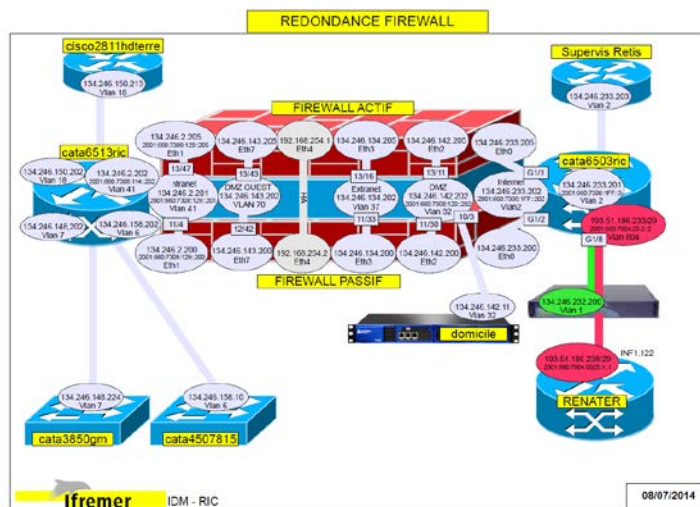 REDONDANCE FIREWALL
cisco2811hdterre
134.246.150.213
Vlan 18
Supervis Retis
134.246.233.203
Vlan 2
FIREWALL ACTIF
cata6513ric
134.246.150.202
Vlan 18
134.246.2.202
Vlan 41
134.246.148.202
Vlan 7
134.246.158.202
Vlan 6
134.246.2.205
Eth1
134.246.143.205
Eth7
192.168.254.1
Eth4
134.246.134.205
Eth3
134.246.142.205
Eth2
134.246.233.205
Eth0
13/47
13/43
13/16
13/11
G1/1
Intranet
134.246.2.201
Vlan 41
DMZ GUEST
134.246.143.202
VLAN 70
HA
Extranet
134.246.134.202
Vlan 37
DMZ
134.246.142.202
Vlan 32
Internet
134.246.233.202
Vlan2
11/4
12/42
11/33
11/30
10/3
G1/2
134.246.2.200
Eth1
134.246.143.200
Eth7
192.168.254.2
Eth4
134.246.134.200
Eth3
134.246.142.200
Eth2
134.246.233.200
Eth0
FIREWALL PASSIF
cata6503ric
134.246.233.201
Vlan 2
193.51.186.233/29
Vlan 604
G1/8
134.246.142.11
Vlan 32
domicile
134.246.232.200
Vlan 1
INF1.122
RENATER
134.246.148.224
Vlan 7
cata3850gm
134.246.158.10
Vlan 6
cata4507815
Ifremer
IDM - RIC
08/07/2014